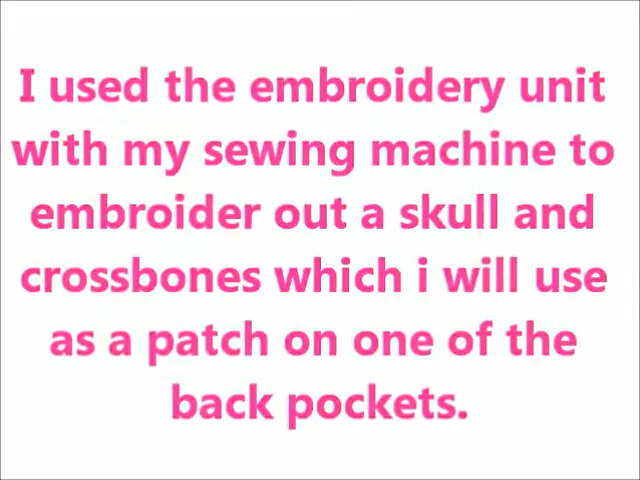 I used the embroidery unit
with my sewing machine to
embroider out a skull and
crossbones which i will use
as a patch on one of the
back pockets.